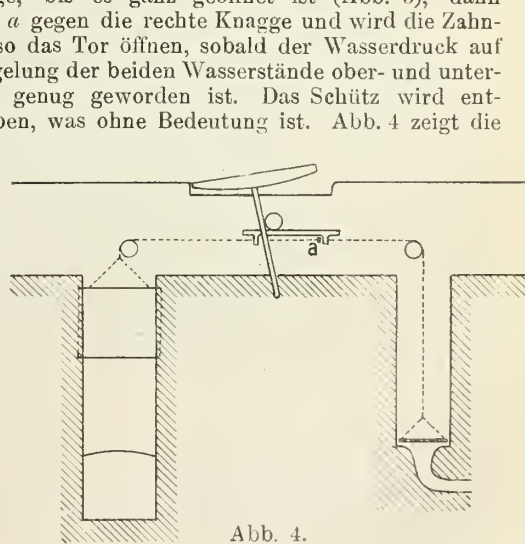 bis es ganz geöffnet ist (Abb. 3), dann
a gegen die rechte Knagge und wird die Zahn-
so das Tor öffnen, sobald der Wasserdruck auf
gelung der beiden Wasserstände ober- und unter-
genug geworden ist. Das Schütz wird ent-
ben, was ohne Bedeutung ist. Abb. 4 zeigt die
a
Abb. 4.